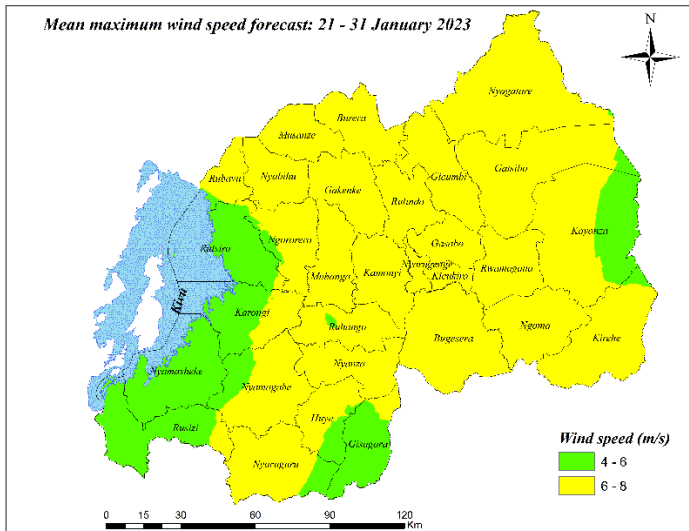 Mean maximum wind speed forecast: 21 - 31 January 2023
N
Nyagatare
Burera
Musanze
Rubavu
Nyabihu
Gakenke
Rulindo
Gicumbi
Gatsibo
Rutsiro
Ngororero
Gasabo
Kayonza
Muhanga
Kamonyi
Nyarugenge
Kicukiro
Rwamagana
Kivu
Karongi
Ruhango
Bugesera
Ngoma
Kirehe
Nyanza
Nyamasheke
Nyamagabe
Huye
Rusizi
Gisagara
Nyaruguru
Wind speed (m/s)
4 - 6
6 - 8
0 15 30 60 90 120
Km